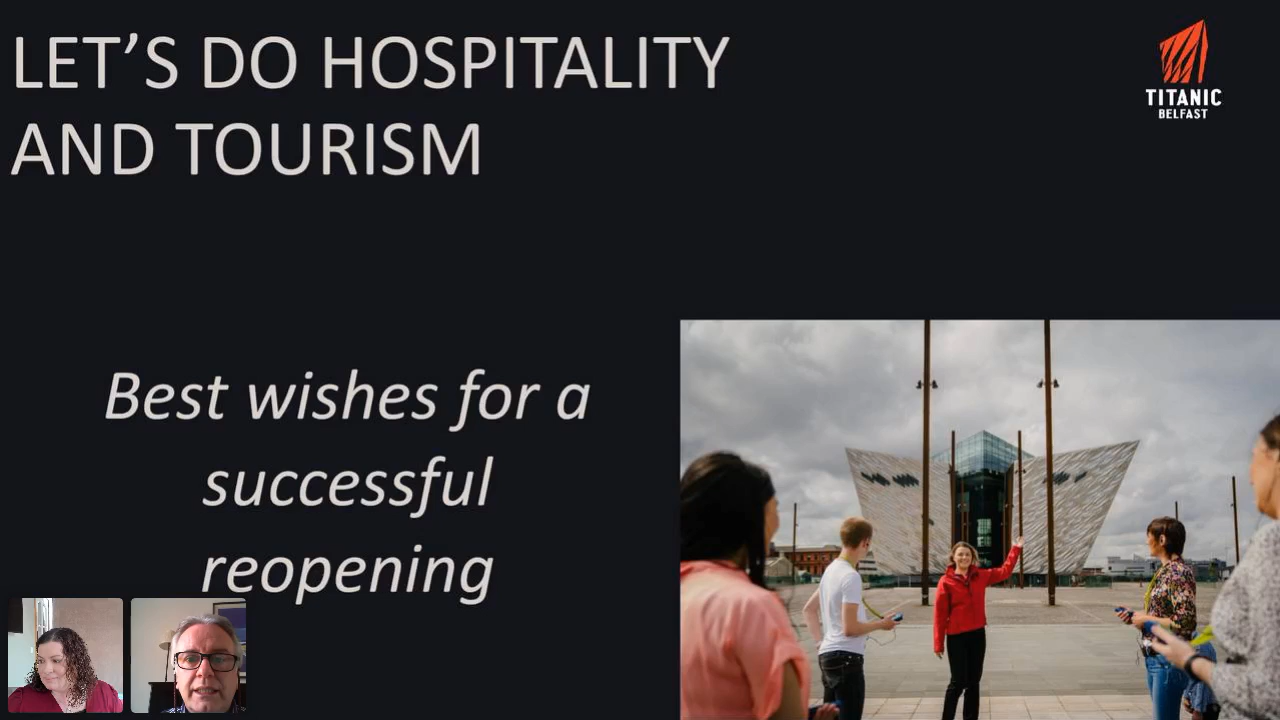 LET’S DO HOSPITALITY
AND TOURISM
TITANIC
BELFAST
Best wishes for a
successful
reopening